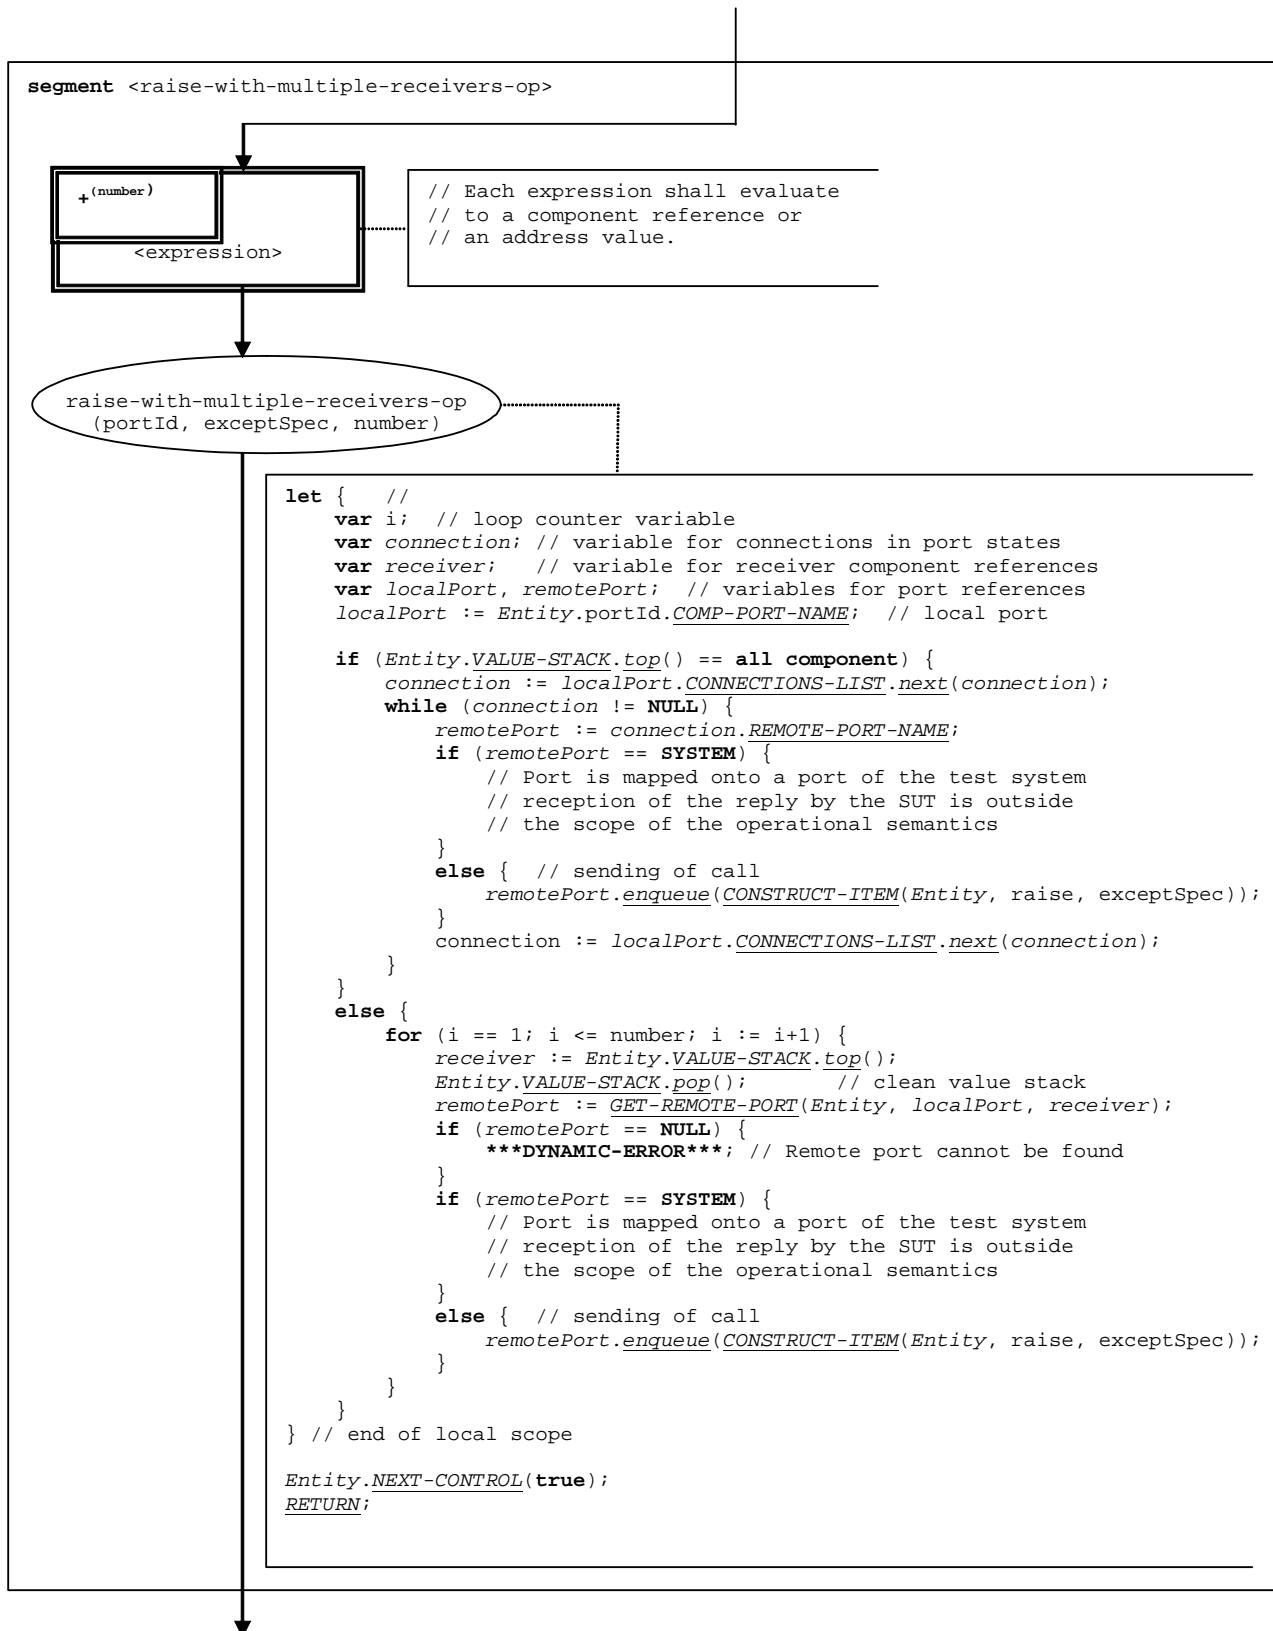 segment <raise-with-multiple-receivers-op>
+(number)
<expression>
// Each expression shall evaluate
// to a component reference or
// an address value.
raise-with-multiple-receivers-op
(portId, exceptSpec, number)
let {   //
    var i;  // loop counter variable
    var connection; // variable for connections in port states
    var receiver;   // variable for receiver component references
    var localPort, remotePort;  // variables for port references
    localPort := Entity.portId.COMP-PORT-NAME;  // local port
    if (Entity.VALUE-STACK.top() == all component) {
        connection := localPort.CONNECTIONS-LIST.next(connection);
        while (connection != NULL) {
            remotePort := connection.REMOTE-PORT-NAME;
            if (remotePort == SYSTEM) {
                // Port is mapped onto a port of the test system
                // reception of the reply by the SUT is outside
                // the scope of the operational semantics
            }
            else {  // sending of call
                remotePort.enqueue(CONSTRUCT-ITEM(Entity, raise, exceptSpec));
            }
            connection := localPort.CONNECTIONS-LIST.next(connection);
        }
    }
    else {
        for (i == 1; i <= number; i := i+1) {
            receiver := Entity.VALUE-STACK.top();
            Entity.VALUE-STACK.pop();       // clean value stack
            remotePort := GET-REMOTE-PORT(Entity, localPort, receiver);
            if (remotePort == NULL) {
                ***DYNAMIC-ERROR***; // Remote port cannot be found
            }
            if (remotePort == SYSTEM) {
                // Port is mapped onto a port of the test system
                // reception of the reply by the SUT is outside
                // the scope of the operational semantics
            }
            else {  // sending of call
                remotePort.enqueue(CONSTRUCT-ITEM(Entity, raise, exceptSpec));
            }
        }
    }
} // end of local scope
Entity.NEXT-CONTROL(true);
RETURN;